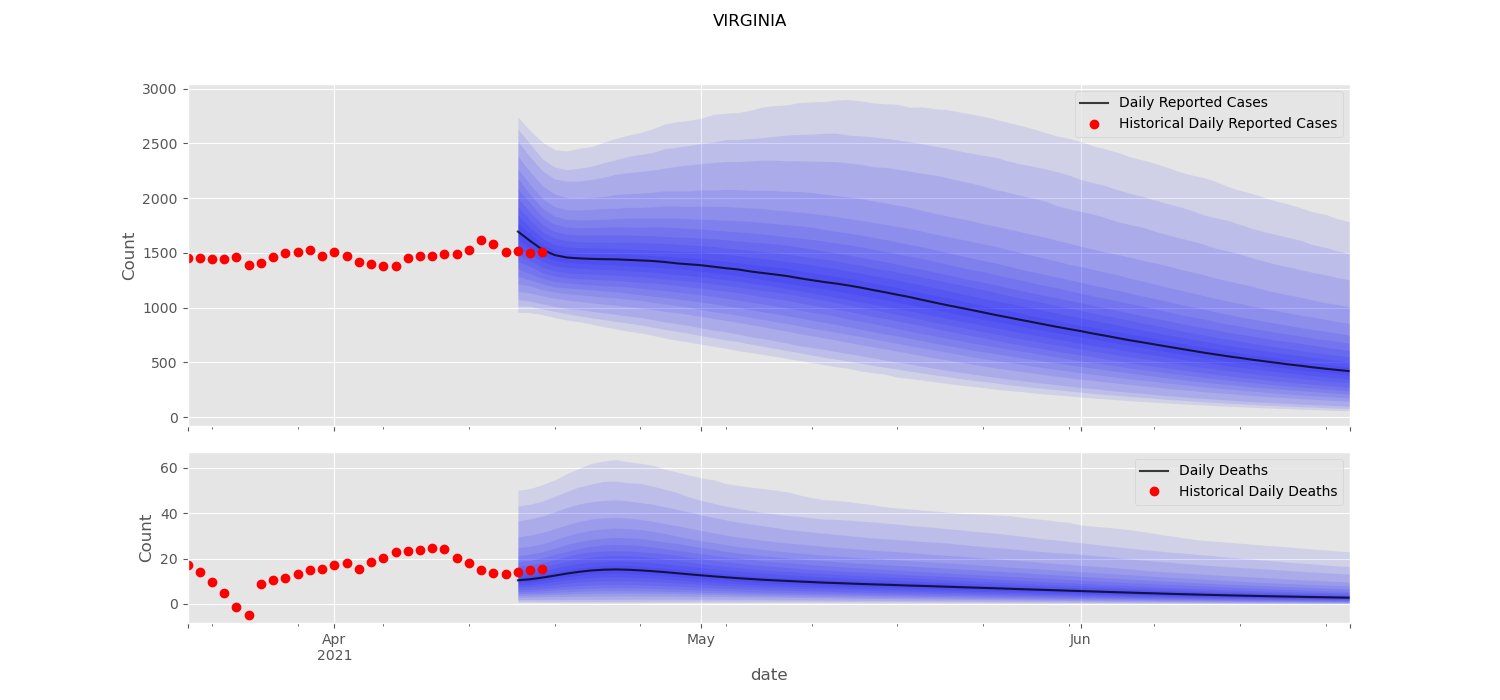 VIRGINIA
3000
2500
2000
1500
1000
500
0
Count
Daily Reported Cases
Historical Daily Reported Cases
60
40
20
0
Count
Daily Deaths
Historical Daily Deaths
Apr
2021
May
Jun
date